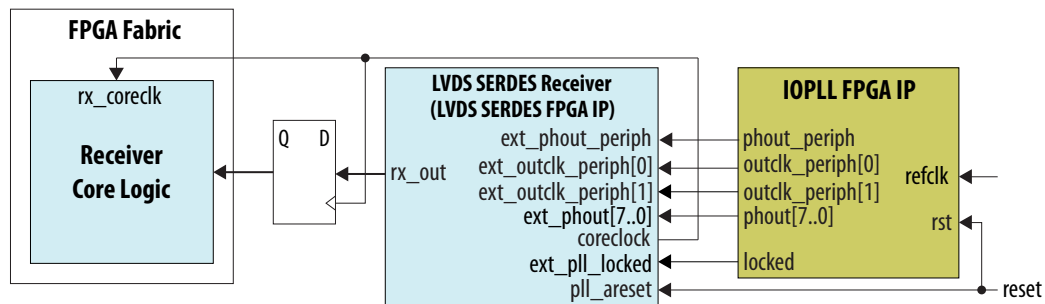 FPGA Fabric
rx_coreclk
Receiver
Core Logic
Q D
rx_out
LVDS SERDES Receiver
(LVDS SERDES FPGA IP)
ext_phout_periph
ext_outclk_periph[0]
ext_outclk_periph[1]
ext_phout[7..0]
coreclock
ext_pll_locked
pll_areset
IOPLL FPGA IP
phout_periph
outclk_periph[0]
outclk_periph[1]
phout[7..0]
locked
refclk
rst
reset